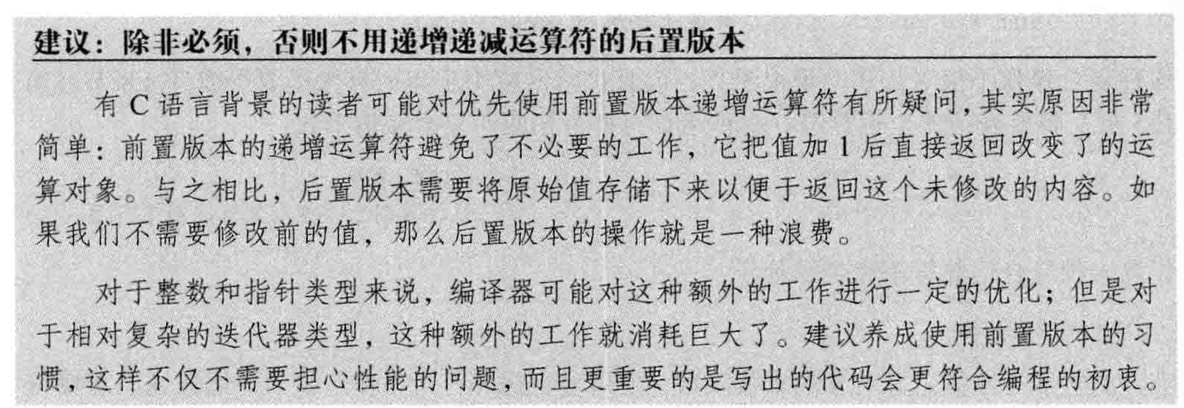 建议：除非必须，否则不用递增递减运算符的后置版本
有 C 语言背景的读者可能对优先使用前置版本递增运算符有所疑问，其实原因非常
简单：前置版本的递增运算符避免了不必要的工作，它把值加 1 后直接返回改变了的运
算对象。与之相比，后置版本需要将原始值存储下来以便于返回这个未修改的内容。如
果我们不需要修改前的值，那么后置版本的操作就是一种浪费。
对于整数和指针类型来说，编译器可能对这种额外的工作进行一定的优化；但是对
于相对复杂的迭代器类型，这种额外的工作就消耗巨大了。建议养成使用前置版本的习
惯，这样不仅不需要担心性能的问题，而且更重要的是写出的代码会更符合编程的初衷。